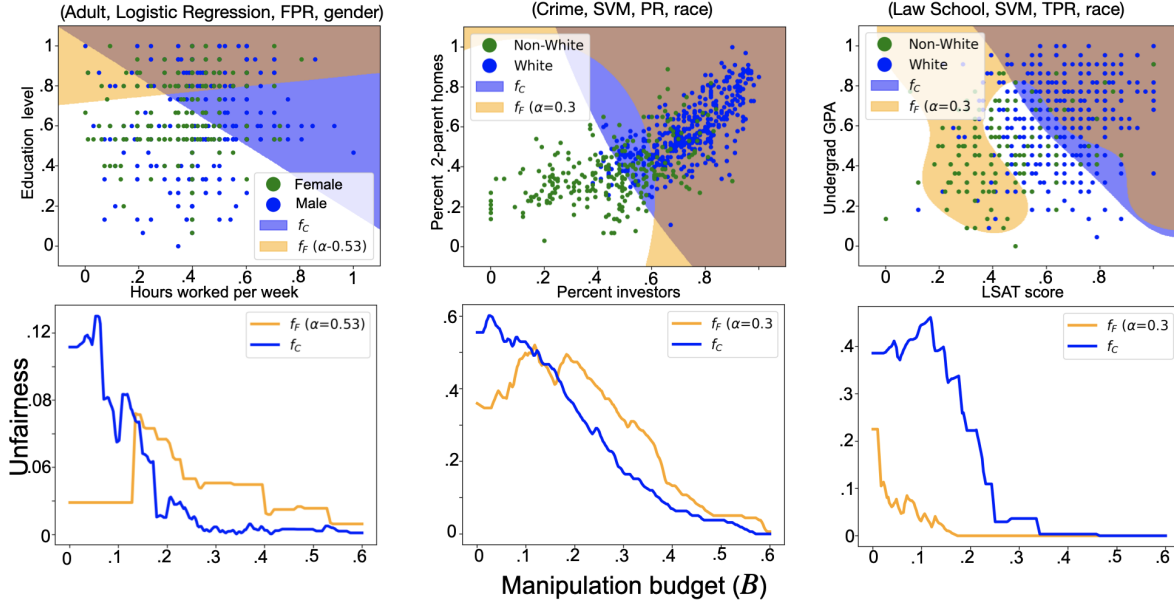 (Adult, Logistic Regression, FPR, gender)
(Crime, SVM, PR, race)
(Law School, SVM, TPR, race)
Education level
1
.8
.6
.4
.2
0
Female
Male
f_C
f_F (α-0.53)
0 .2 .4 .6 .8 1
Hours worked per week
Percent 2-parent homes
1
.8
.6
.4
.2
0
Non-White
White
f_C
f_F (α=0.3
0 .2 .4 .6 .8
Percent investors
Undergrad GPA
1
.8
.6
.4
.2
0
Non-White
White
f_C
f_F (α=0.3
0 .2 .4 .6 .8
LSAT score
Unfairness
.12
.08
.06
0
f_F (α=0.53)
f_C
0 .1 .2 .3 .4 .5 .6
.6
.4
.2
0
f_F (α=0.3
f_C
0 .1 .2 .3 .4 .5 .6
.4
.3
.2
.1
0
f_F (α=0.3
f_C
0 .1 .2 .3 .4 .5 .6
Manipulation budget (B)